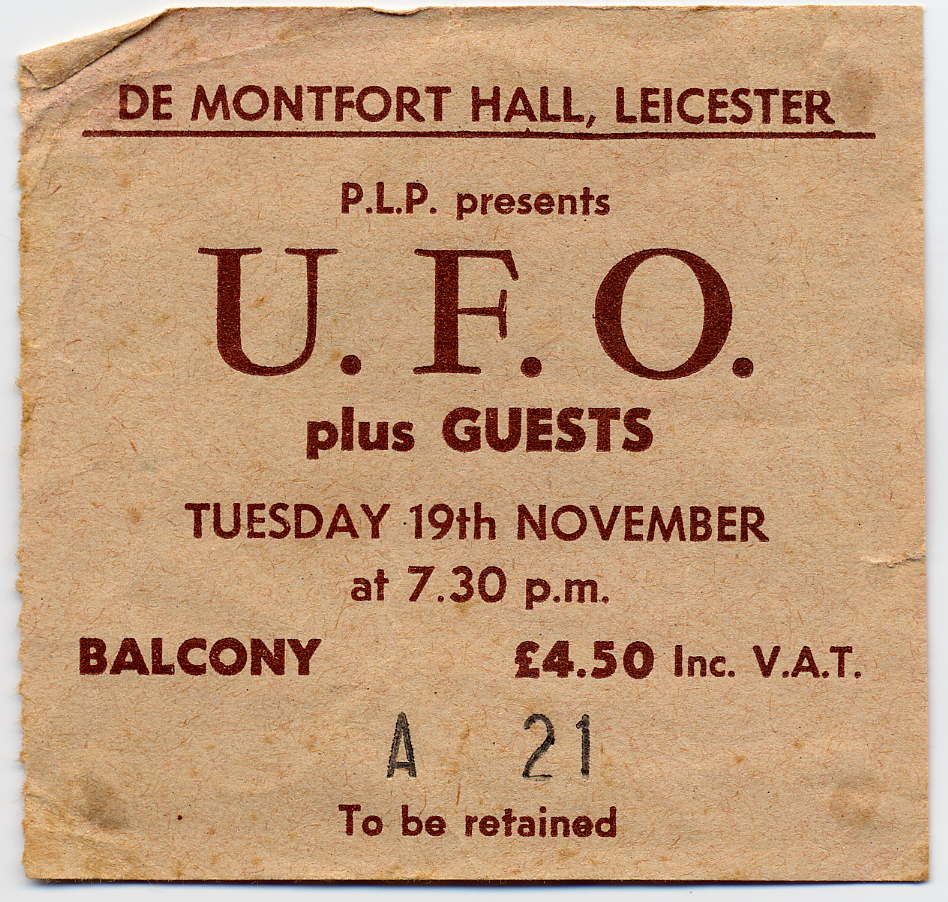 DE MONTFORT HALL, LEICESTER
P.L.P. presents
U. F. O.
plus GUESTS
TUESDAY 19th NOVEMBER
at 7.30 p.m.
BALCONY £4.50 Inc. V.A.T.
A 21
To be retained